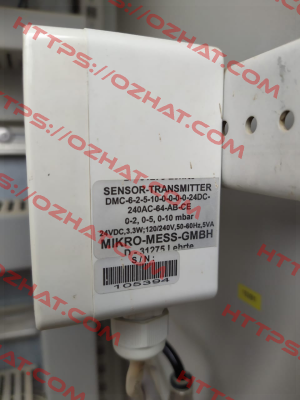 SENSOR-TRANSMITTER
DMC-6-2-5-10-0-0-0-0-24DC-
240AC-64-AB-CE
0-2, 0-5, 0-10 mbar
24VDC,3.3W;120/240V,50-60Hz,5VA
MIKRO-MESS-GMBH
D - 31275 Lehrte
S/N :
105394
HTTPS://OZHAT.COM
HTTPS://OZHAT.COM
HTTPS://OZHAT.COM
HTTPS://OZHAT.COM